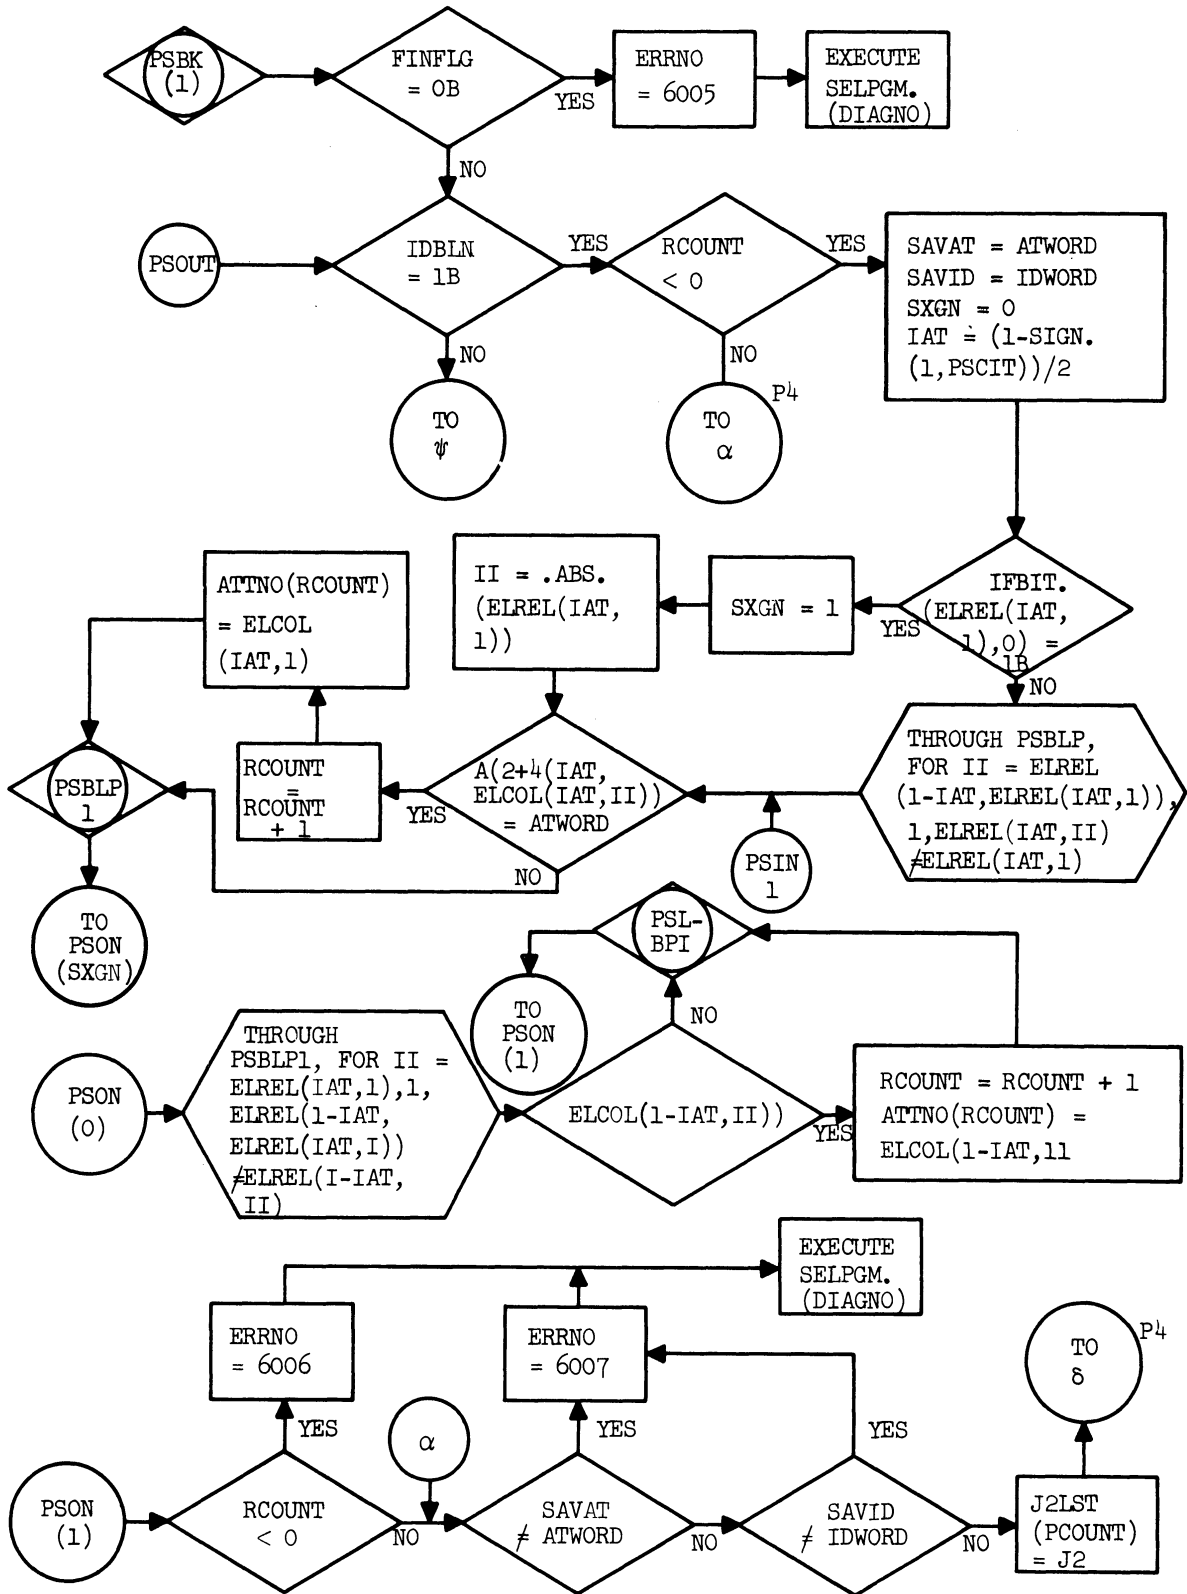 PSBK
(1)
FINFLG
= 0B
YES
ERRNO
= 6005
EXECUTE
SELPGM.
(DIAGNO)
NO
PSOUT
IDBLN
= 1B
YES
RCOUNT
< 0
YES
SAVAT = ATWORD
SAVID = IDWORD
SXGN = 0
IAT = (1-SIGN.
(1,PSCIT))/2
NO
TO
ψ
NO
P4
TO
α
ATTNO(RCOUNT)
= ELCOL
(IAT,1)
II = .ABS.
(ELREL(IAT,
1))
SXGN = 1
YES
IFBIT.
(ELREL(IAT,
1),0) =
1B
NO
PSBLP
1
RCOUNT
=
RCOUNT
+ 1
YES
A(2+4(IAT,
ELCOL(IAT,II))
= ATWORD
NO
THROUGH PSBLP,
FOR II = ELREL
(1-IAT,ELREL(IAT,1)),
1,ELREL(IAT,II)
≠ELREL(IAT,1)
PSIN
1
TO
PSON
(SXGN)
PSL-
BPI
TO
PSON
(1)
NO
PSON
(0)
THROUGH
PSBLP1, FOR II =
ELREL(IAT,1),1,
ELREL(1-IAT,
ELREL(IAT,I))
≠ELREL(I-IAT,
II)
ELCOL(1-IAT,II))
YES
RCOUNT = RCOUNT + 1
ATTNO(RCOUNT) =
ELCOL(1-IAT,11
EXECUTE
SELPGM.
(DIAGNO)
ERRNO
= 6006
ERRNO
= 6007
P4
TO
δ
YES
α
YES
YES
PSON
(1)
RCOUNT
< 0
NO
SAVAT
≠ ATWORD
NO
SAVID
≠ IDWORD
NO
J2LST
(PCOUNT)
= J2